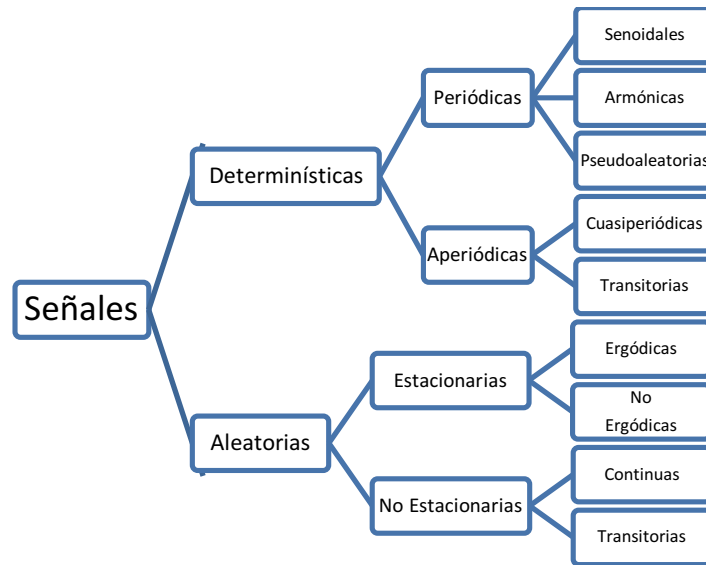 Señales
Determinísticas
Periódicas
Senoidales
Armónicas
Pseudoaleatorias
Aperiódicas
Cuasiperiódicas
Transitorias
Aleatorias
Estacionarias
Ergódicas
No
Ergódicas
No Estacionarias
Continuas
Transitorias